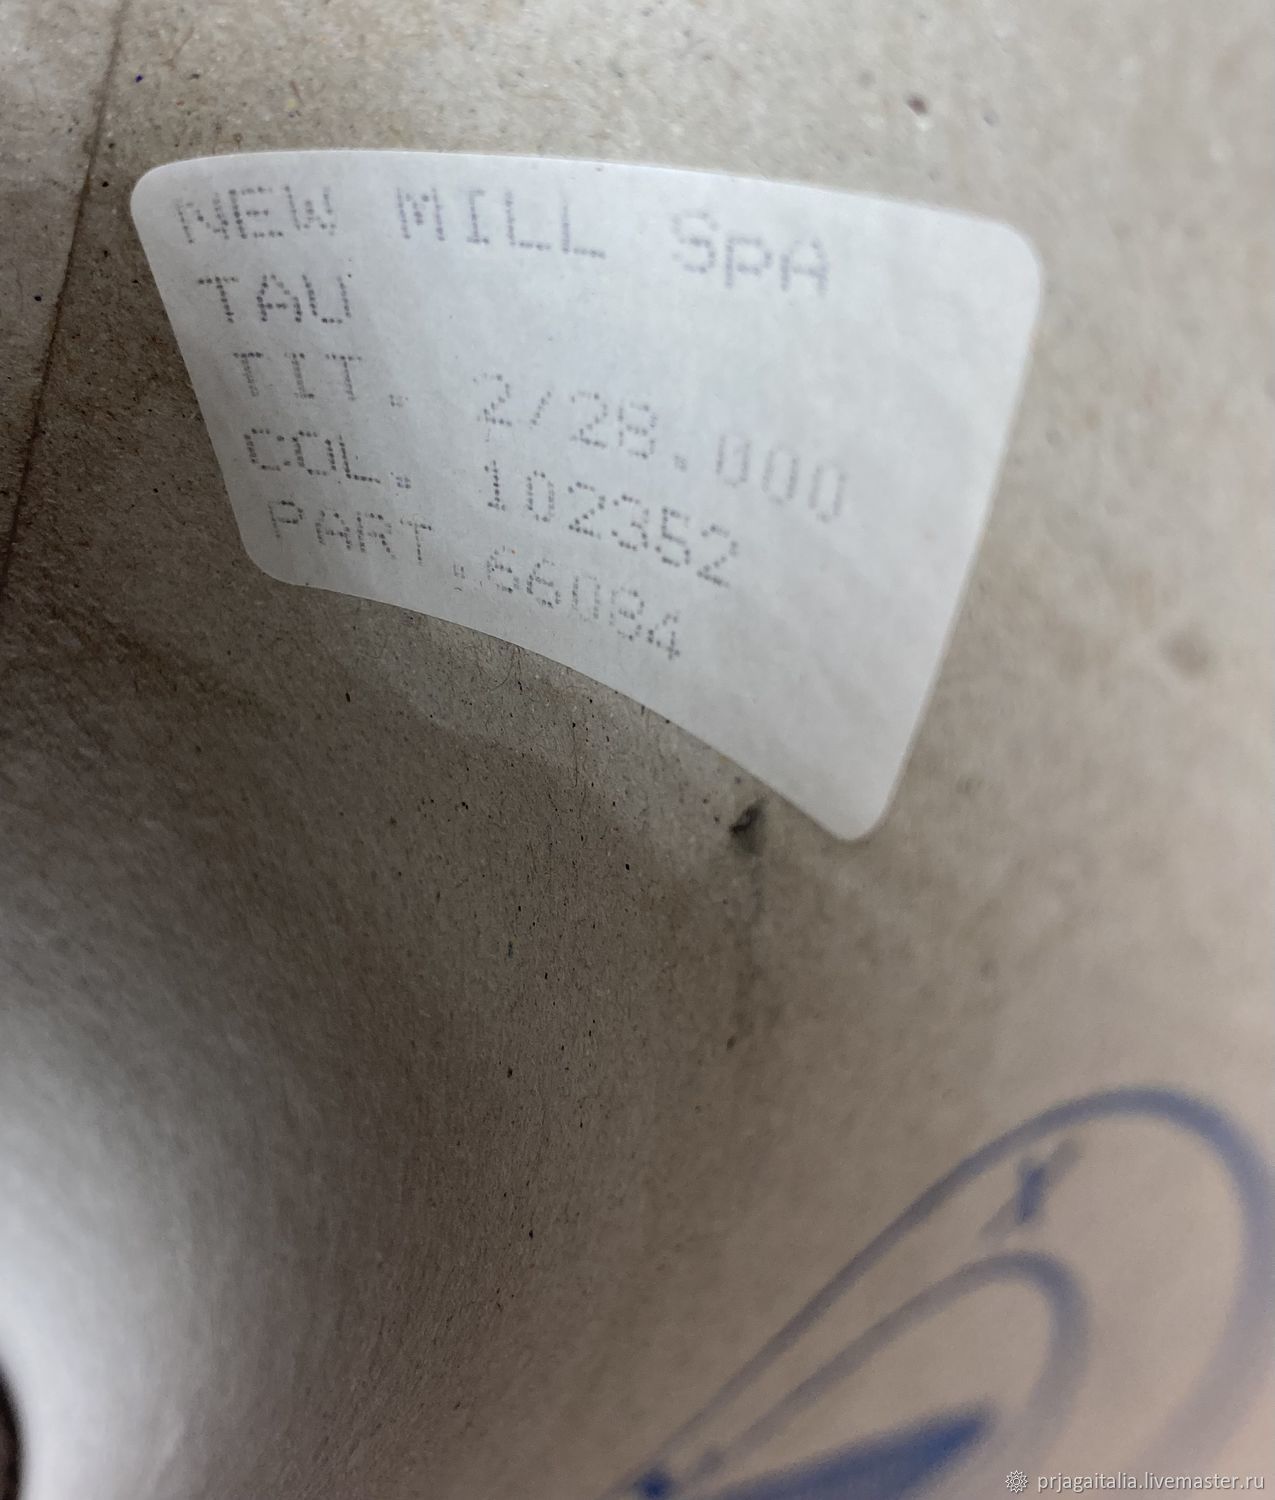 NEW MILL SpA
TAU
TIT. 2/28.000
COL. 102352
PART.:66084
prjagaitalia.livemaster.ru